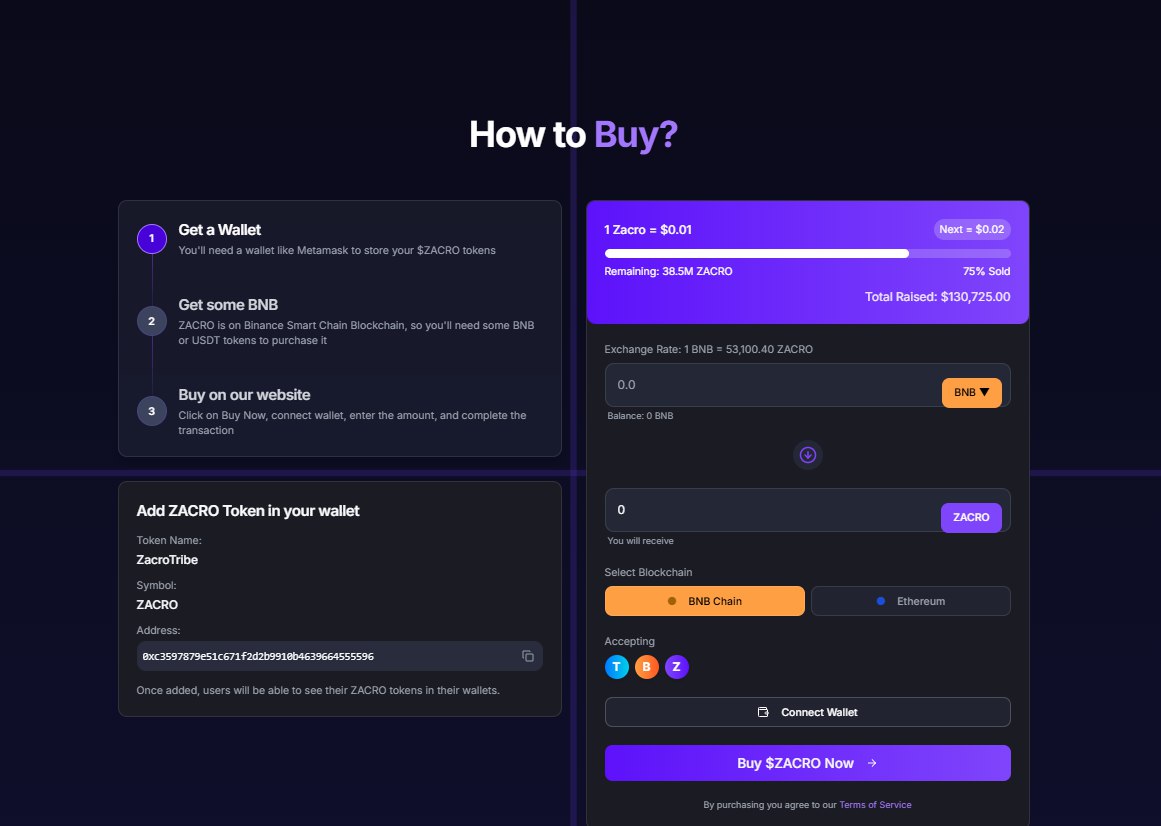 How to Buy?
1
Get a Wallet
You'll need a wallet like Metamask to store your $ZACRO tokens
2
Get some BNB
ZACRO is on Binance Smart Chain Blockchain, so you'll need some BNB
or USDT tokens to purchase it
3
Buy on our website
Click on Buy Now, connect wallet, enter the amount, and complete the
transaction
Add ZACRO Token in your wallet
Token Name:
ZacroTribe
Symbol:
ZACRO
Address:
0xc3597879e51c671f2d2b9910b4639664555596
Once added, users will be able to see their ZACRO tokens in their wallets.
1 Zacro = $0.01
Next = $0.02
Remaining: 38.5M ZACRO
75% Sold
Total Raised: $130,725.00
Exchange Rate: 1 BNB = 53,100.40 ZACRO
0.0
BNB ▼
Balance: 0 BNB
0
ZACRO
You will receive
Select Blockchain
BNB Chain
Ethereum
Accepting
T B Z
Connect Wallet
Buy $ZACRO Now →
By purchasing you agree to our Terms of Service